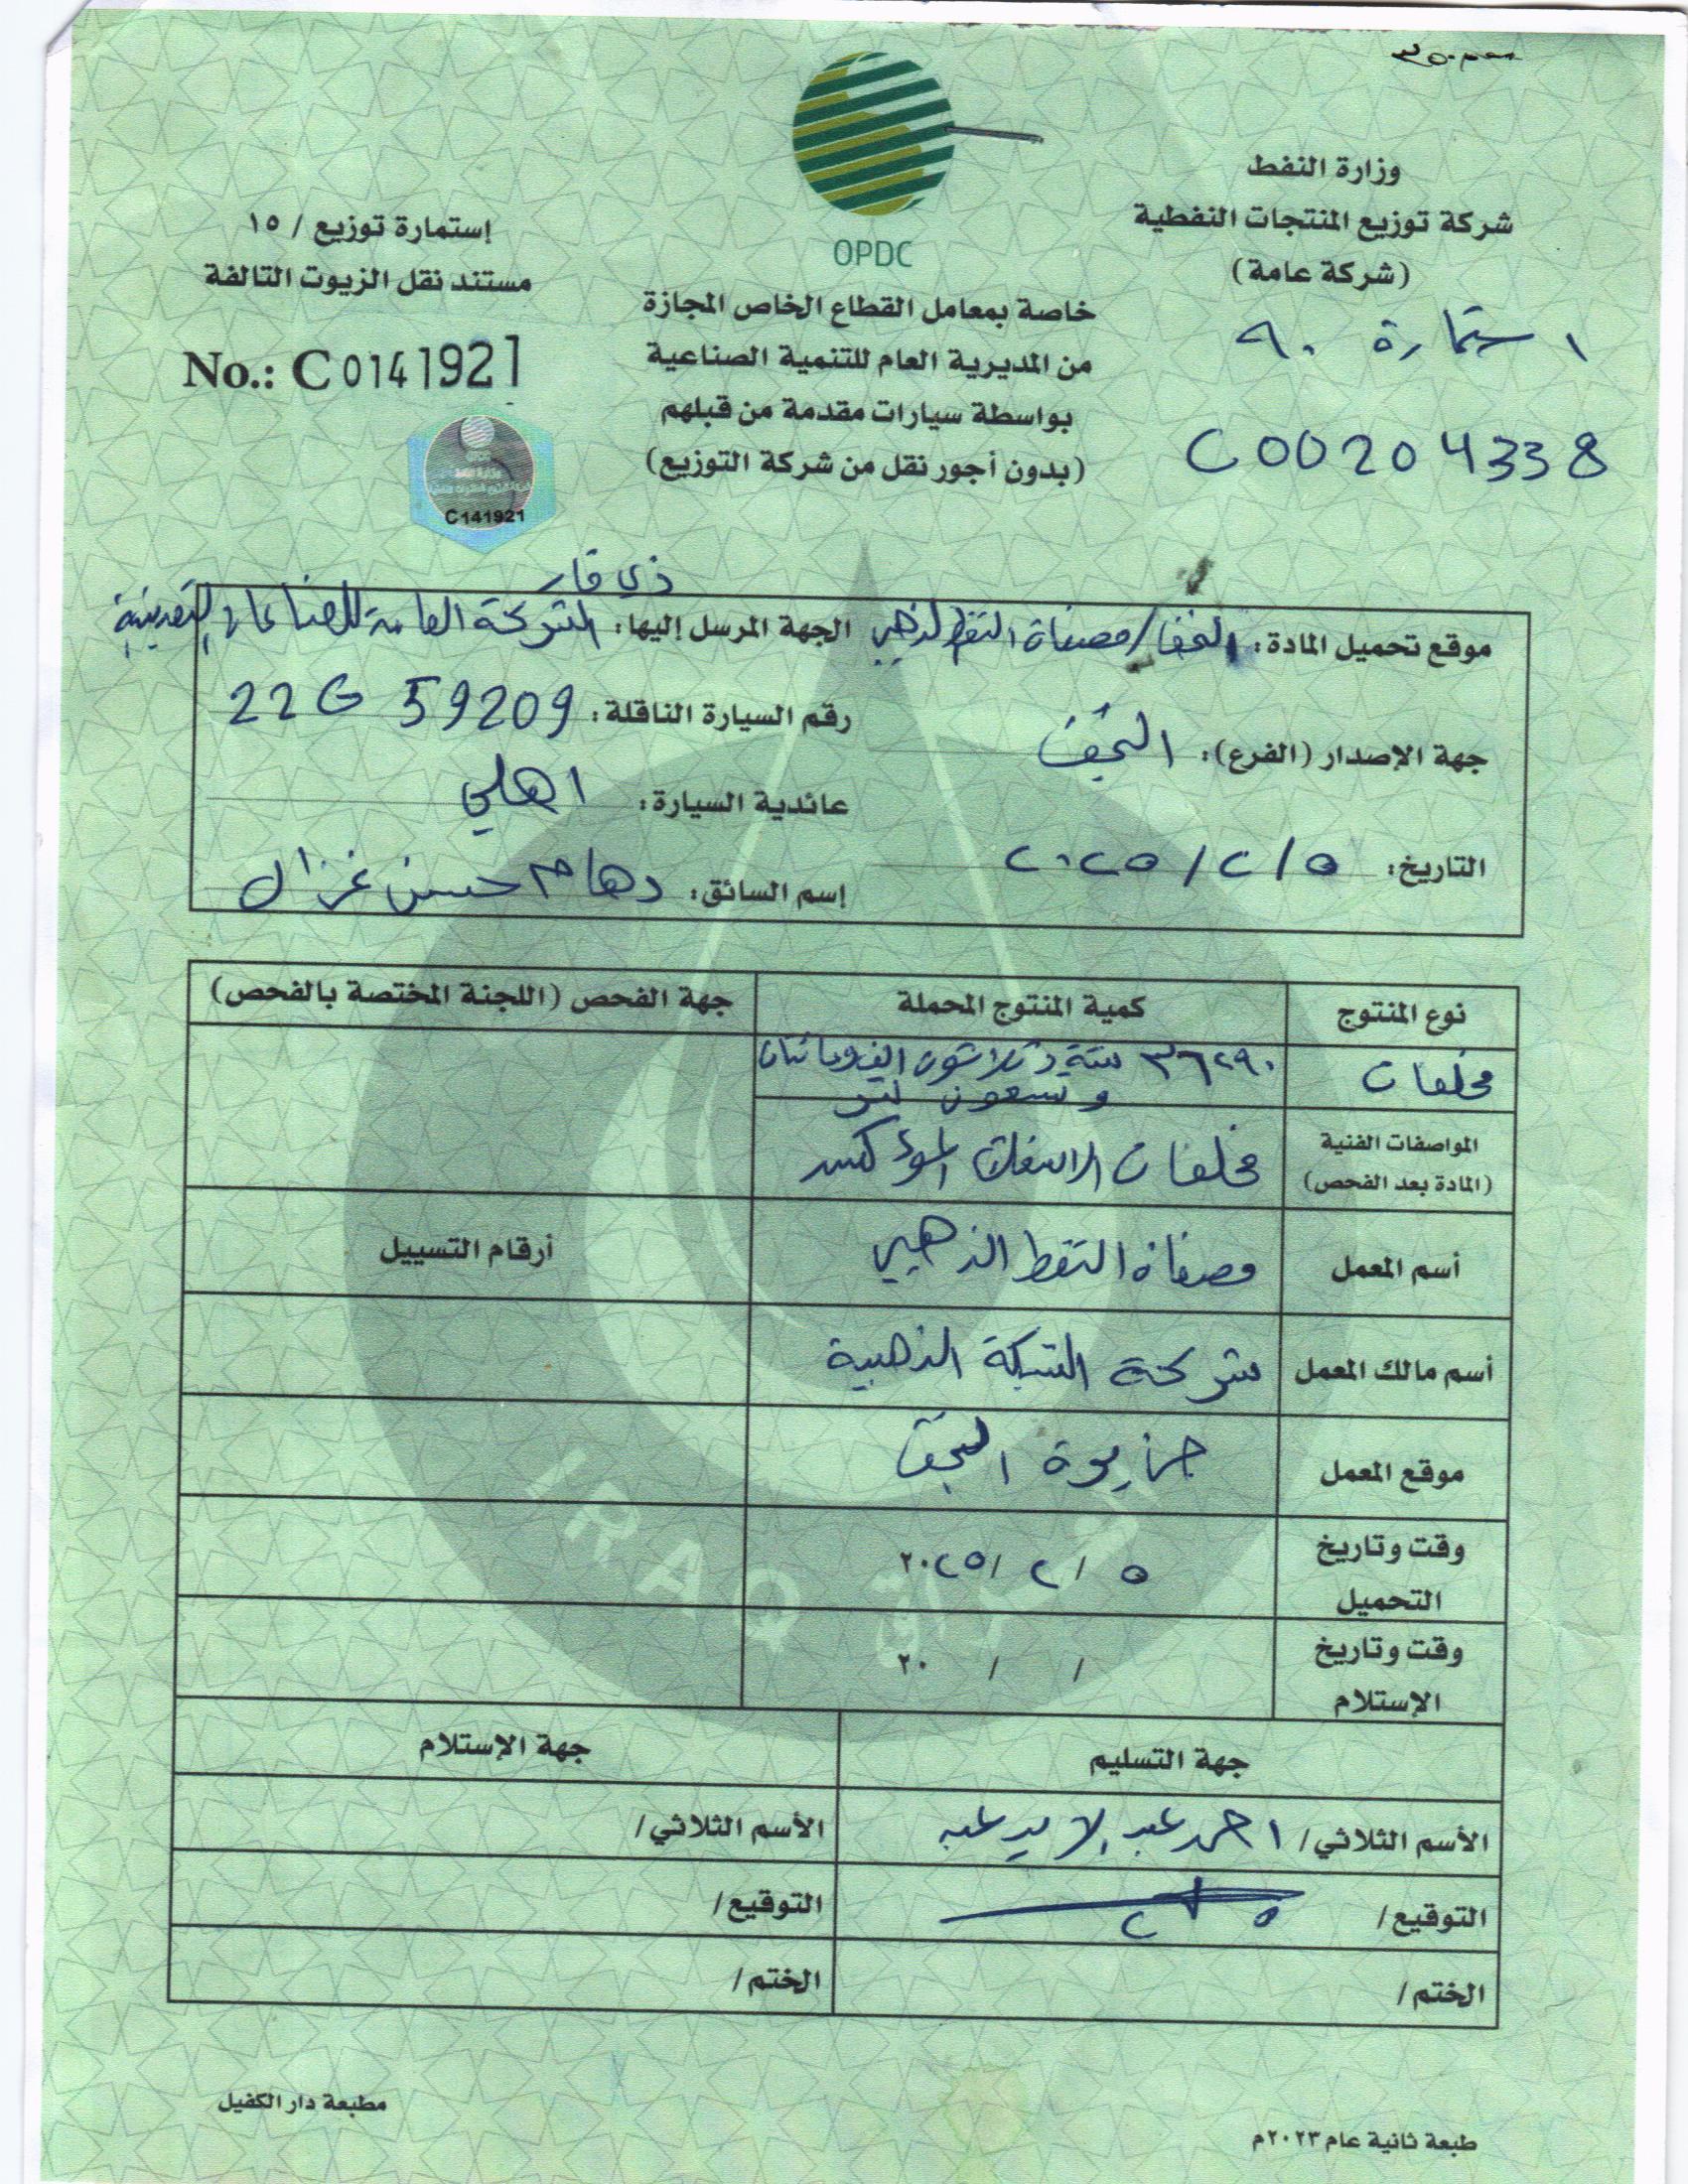 وزارة النفط
شركة توزيع المنتجات النفطية
(شركة عامة)
استمارة ٩٠
C00204338
OPDC
خاصة بمعامل القطاع الخاص المجازة
من المديرية العام للتنمية الصناعية
بواسطة سيارات مقدمة من قبلهم
(بدون أجور نقل من شركة التوزيع)
إستمارة توزيع / ١٥
مستند نقل الزيوت التالفة
No.: C 0141921
C141921
موقع تحميل المادة: النجف/مصفاة النفط الذهبي
جهة الإصدار (الفرع): النجف
التاريخ: ٥ / ٢ / ٢٠٢٥
ذي قار
الجهة المرسل إليها: الشركة العامة للصناعات التعدينية
رقم السيارة الناقلة: 22G 59209
عائدية السيارة: اهلي
إسم السائق: دهام حسن غزال
نوع المنتوج كمية المنتوج المحملة جهة الفحص (اللجنة المختصة بالفحص)
مخلفات ٣٦٢٩٠ ستة وثلاثون الف ومائتان
وتسعون لتر
المواصفات الفنية
(المادة بعد الفحص) مخلفات الاسفلت المؤكسد
أسم المعمل مصفاة النفط الذهبي أرقام التسييل
أسم مالك المعمل شركة الشبكة الذهبية
موقع المعمل جزيرة النجف
وقت وتاريخ
التحميل ٥ / ٢ / ٢٠٢٥
وقت وتاريخ
الإستلام / / ٢٠
جهة التسليم جهة الإستلام
الأسم الثلاثي/ احمد عبد الامير الأسم الثلاثي/
التوقيع/ ٥ ٢ التوقيع/
الختم/ الختم/
IRAQ
مطبعة دار الكفيل
طبعة ثانية عام ٢٠٢٣م